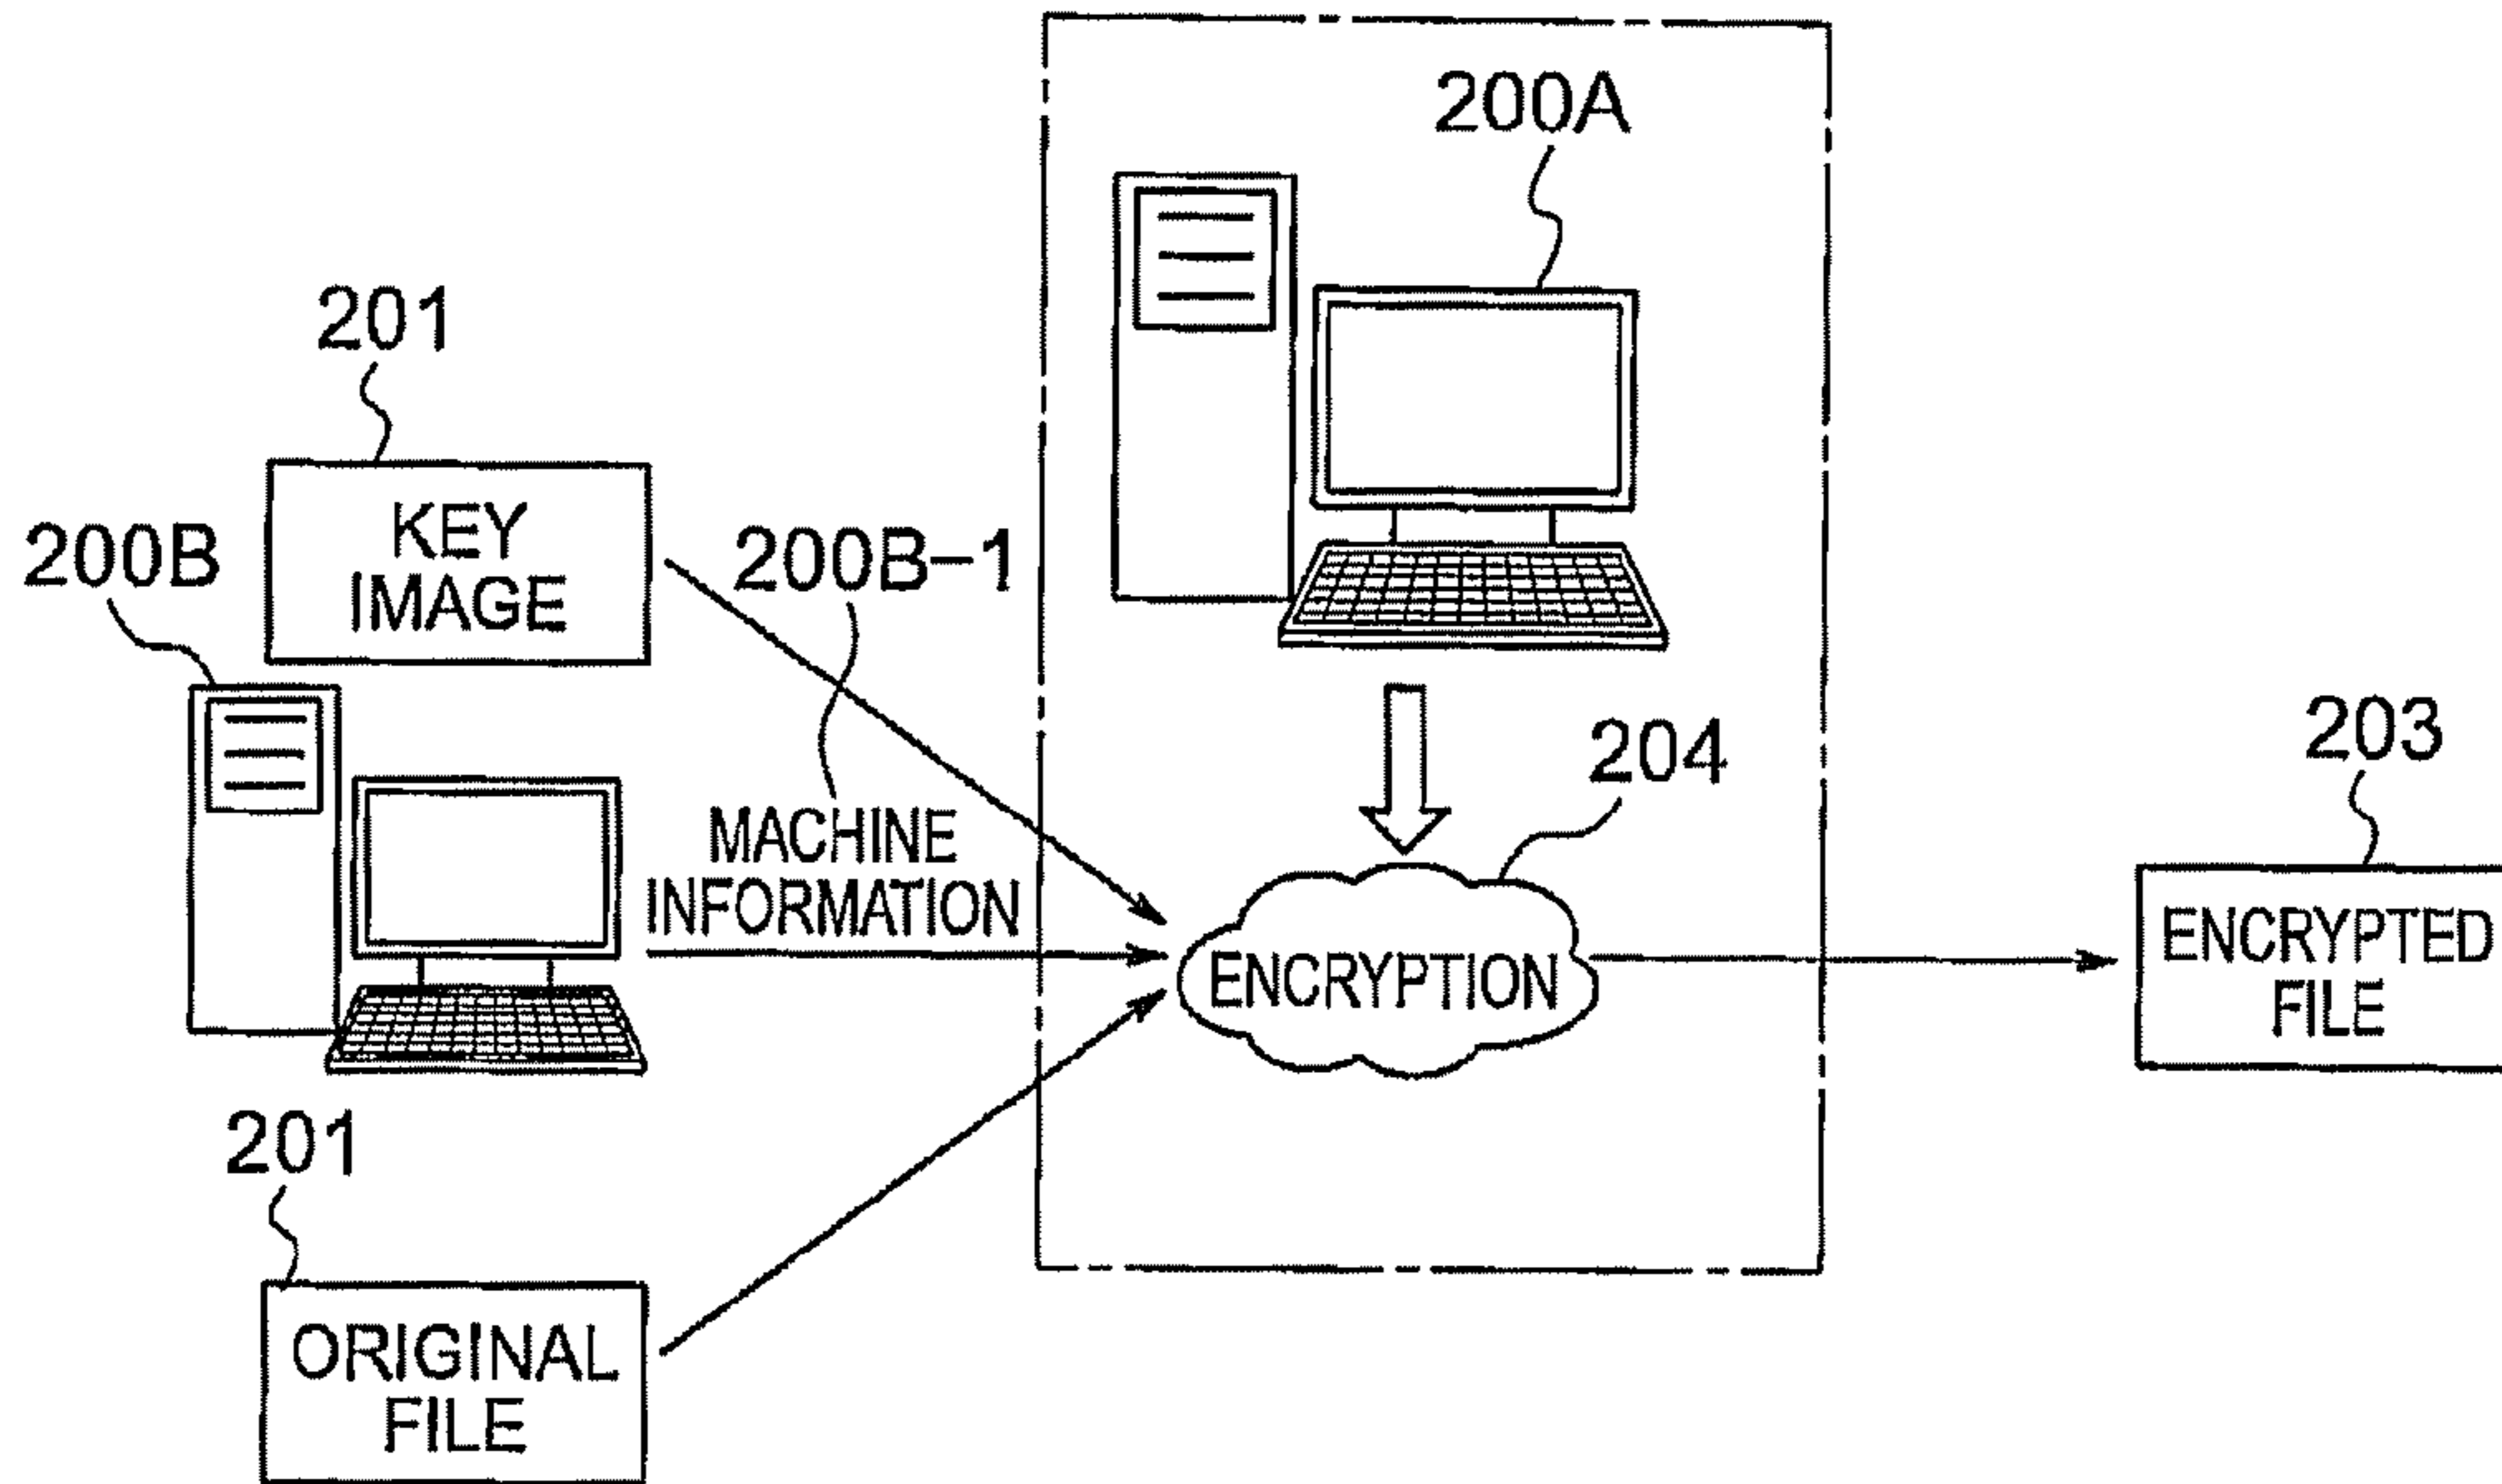 200A
201
KEY
IMAGE
200B
200B-1
204
203
MACHINE
INFORMATION
ENCRYPTION
ENCRYPTED
FILE
201
ORIGINAL
FILE